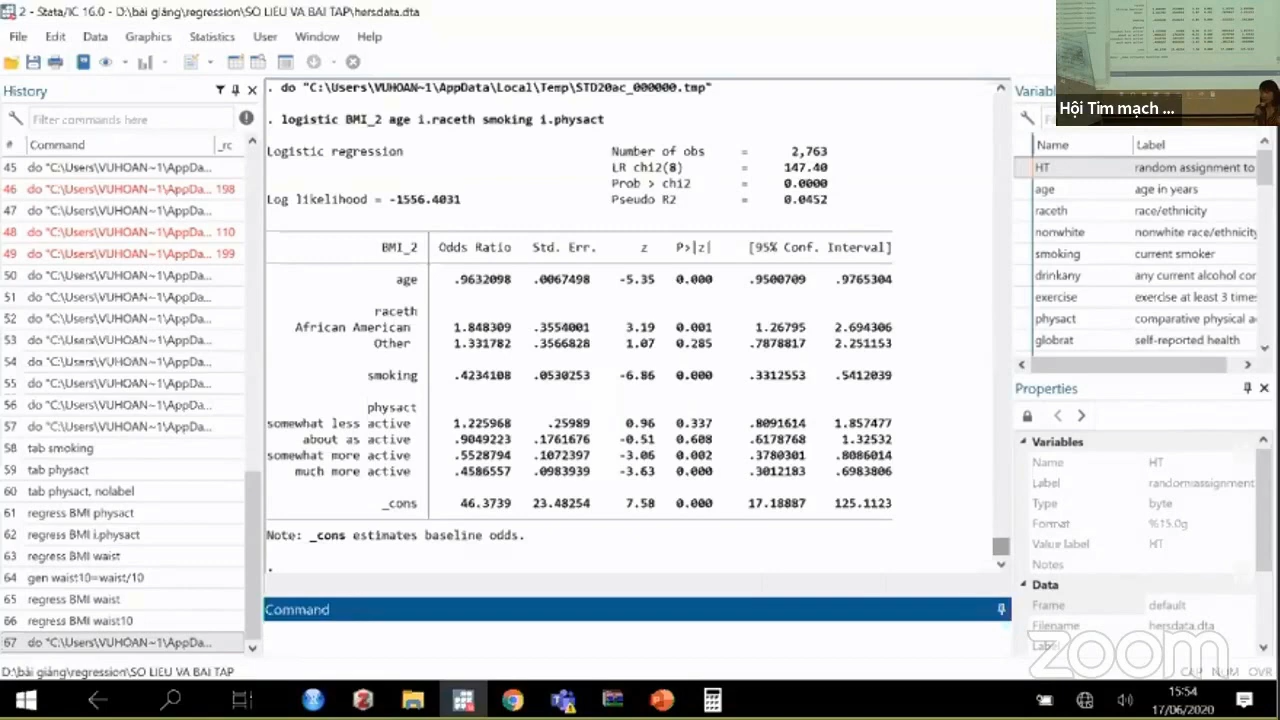 2 - Stata/IC 16.0 - D:\bài giảng\regression\SO LIEU VA BAI TAP\hersdata.dta
File Edit Data Graphics Statistics User Window Help
Hội Tim mạch ...
History
Filter commands here
# Command _rc
45 do "C:\Users\VUHOAN~1\AppDa...
46 do "C:\Users\VUHOAN~1\AppDa... 198
47 do "C:\Users\VUHOAN~1\AppDa...
48 do "C:\Users\VUHOAN~1\AppDa... 110
49 do "C:\Users\VUHOAN~1\AppDa... 199
50 do "C:\Users\VUHOAN~1\AppDa...
51 do "C:\Users\VUHOAN~1\AppDa...
52 do "C:\Users\VUHOAN~1\AppDa...
53 do "C:\Users\VUHOAN~1\AppDa...
54 do "C:\Users\VUHOAN~1\AppDa...
55 do "C:\Users\VUHOAN~1\AppDa...
56 do "C:\Users\VUHOAN~1\AppDa...
57 do "C:\Users\VUHOAN~1\AppDa...
58 tab smoking
59 tab physact
60 tab physact, nolabel
61 regress BMI physact
62 regress BMI i.physact
63 regress BMI waist
64 gen waist10=waist/10
65 regress BMI waist
66 regress BMI waist10
67 do "C:\Users\VUHOAN~1\AppDa...
. do "C:\Users\VUHOAN~1\AppData\Local\Temp\STD20ac_000000.tmp"
. logistic BMI_2 age i.raceth smoking i.physact
Logistic regression Number of obs = 2,763
LR chi2(8) = 147.40
Prob > chi2 = 0.0000
Log likelihood = -1556.4031 Pseudo R2 = 0.0452
BMI_2 Odds Ratio Std. Err. z P>|z| [95% Conf. Interval]
age .9632098 .0067498 -5.35 0.000 .9500709 .9765304
raceth
African American 1.848309 .3554001 3.19 0.001 1.26795 2.694306
Other 1.331782 .3566828 1.07 0.285 .7878817 2.251153
smoking .4234108 .0530253 -6.86 0.000 .3312553 .5412039
physact
somewhat less active 1.225968 .25989 0.96 0.337 .8091614 1.857477
about as active .9049223 .1761676 -0.51 0.608 .6178768 1.32532
somewhat more active .5528794 .1072397 -3.06 0.002 .3780301 .8086014
much more active .4586557 .0983939 -3.63 0.000 .3012183 .6983806
_cons 46.3739 23.48254 7.58 0.000 17.18887 125.1123
Note: _cons estimates baseline odds.
.
Command
Variab
Name Label
HT random assignment to
age age in years
raceth race/ethnicity
nonwhite nonwhite race/ethnicity
smoking current smoker
drinkany any current alcohol con
exercise exercise at least 3 times
physact comparative physical a
globrat self-reported health
Properties
Variables
Name HT
Label random assignment
Type byte
Format %15.0g
Value label HT
Notes
Data
Frame default
Filename hersdata.dta
Label
zoom
D:\bài giảng\regression\SO LIEU VA BAI TAP
CAP NUM OVR
15:54
17/06/2020